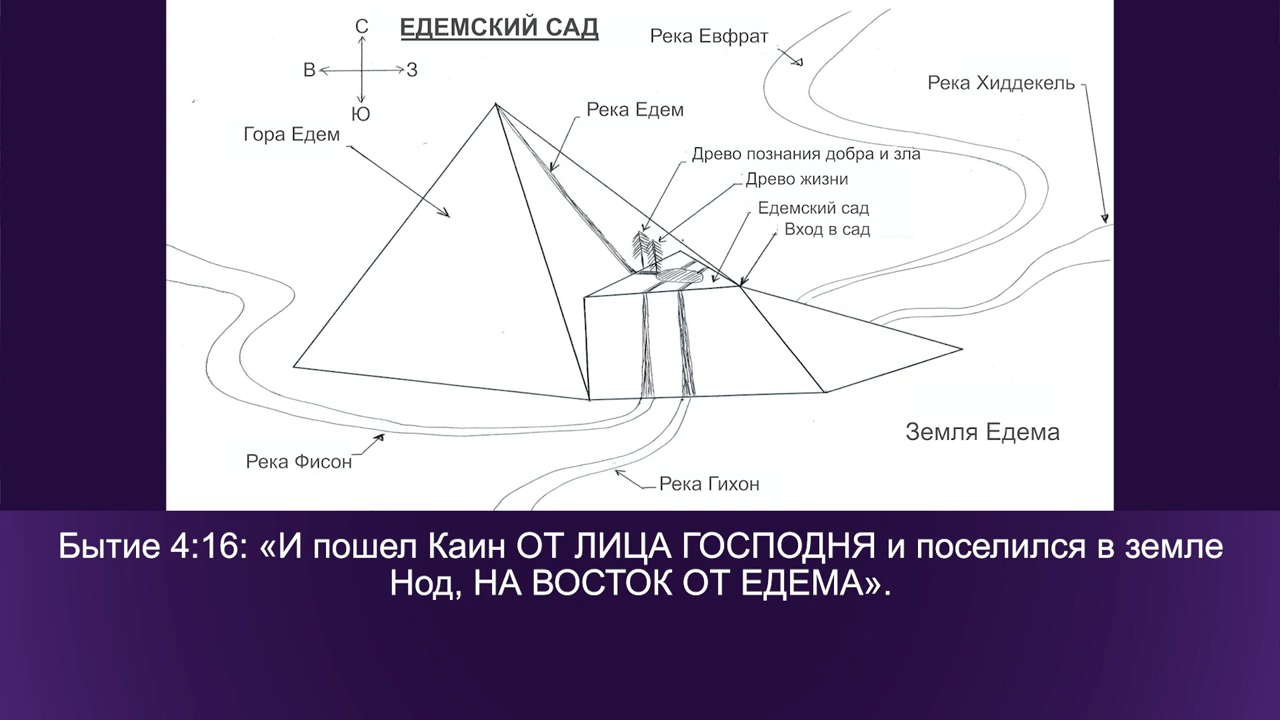 ЕДЕМСКИЙ САД
С
В
З
Ю
Река Евфрат
Река Хиддекель
Гора Едем
Река Едем
Древо познания добра и зла
Древо жизни
Едемский сад
Вход в сад
Земля Едема
Река Фисон
Река Гихон
Бытие 4:16: «И пошел Каин ОТ ЛИЦА ГОСПОДНЯ и поселился в земле
Нод, НА ВОСТОК ОТ ЕДЕМА».